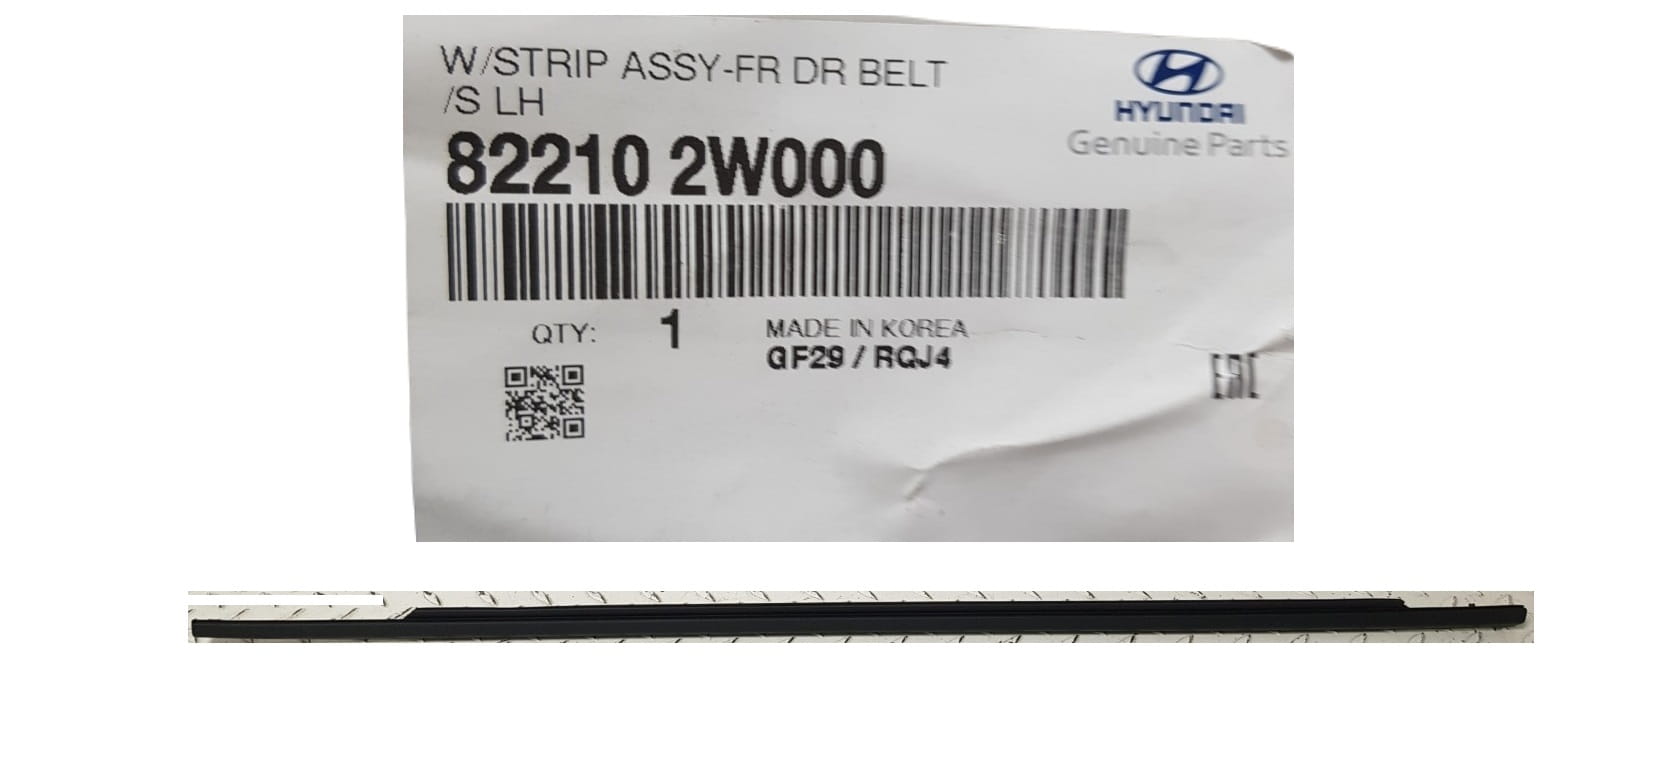 W/STRIP ASSY-FR DR BELT
/S LH
HYUNDAI
Genuine Parts
82210 2W000
QTY: 1
MADE IN KOREA
GF29 / RQJ4
EAC